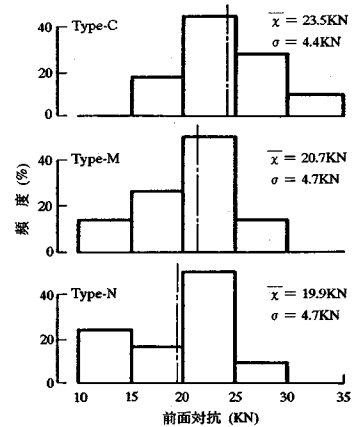 Type-C
χ̄ = 23.5KN
σ = 4.4KN
40
20
0
Type-M
χ̄ = 20.7KN
σ = 4.7KN
40
20
0
頻 度 (%)
Type-N
χ̄ = 19.9KN
σ = 4.7KN
40
20
0
10 15 20 25 30 35
前面対抗 (KN)